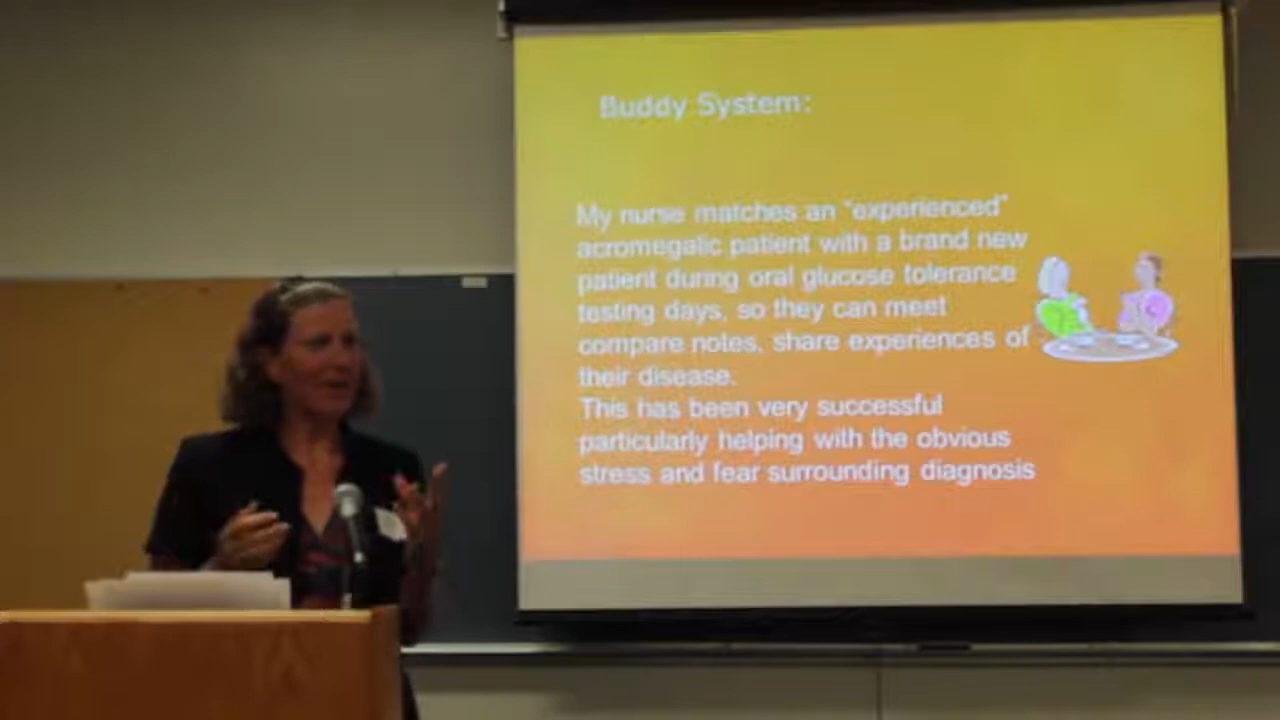 Buddy System:
My nurse matches an "experienced"
acromegalic patient with a brand new
patient during oral glucose tolerance
testing days, so they can meet
compare notes, share experiences of
their disease.
This has been very successful
particularly helping with the obvious
stress and fear surrounding diagnosis